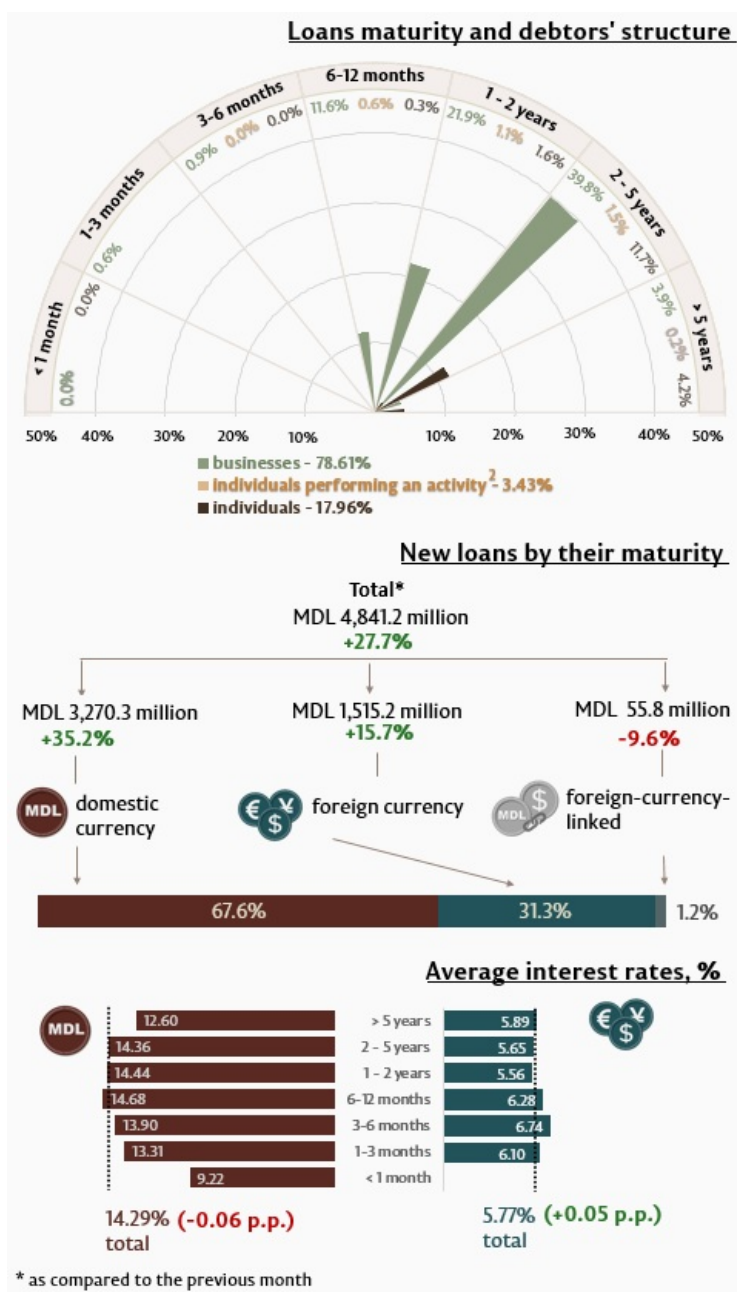 Loans maturity and debtors' structure
< 1 month
0.0%
1-3 months
0.6%
0.0%
3-6 months
0.9%
0.0%
0.0%
6-12 months
11.6%
0.6%
0.3%
1 - 2 years
21.9%
1.1%
1.6%
2 - 5 years
39.8%
1.5%
11.7%
> 5 years
3.9%
0.2%
4.2%
50% 40% 30% 20% 10% 10% 20% 30% 40% 50%
businesses - 78.61%
individuals performing an activity 2 - 3.43%
individuals - 17.96%
New loans by their maturity
Total*
MDL 4,841.2 million
+27.7%
MDL 3,270.3 million
+35.2%
MDL 1,515.2 million
+15.7%
MDL 55.8 million
-9.6%
MDL
domestic
currency
€ ¥
$
foreign currency
MDL $
foreign-currency-
linked
67.6% 31.3% 1.2%
Average interest rates, %
MDL
€ ¥
$
12.60 > 5 years 5.89
14.36 2 - 5 years 5.65
14.44 1 - 2 years 5.56
14.68 6-12 months 6.28
13.90 3-6 months 6.74
13.31 1-3 months 6.10
9.22 < 1 month
14.29% (-0.06 p.p.)
total
5.77% (+0.05 p.p.)
total
* as compared to the previous month